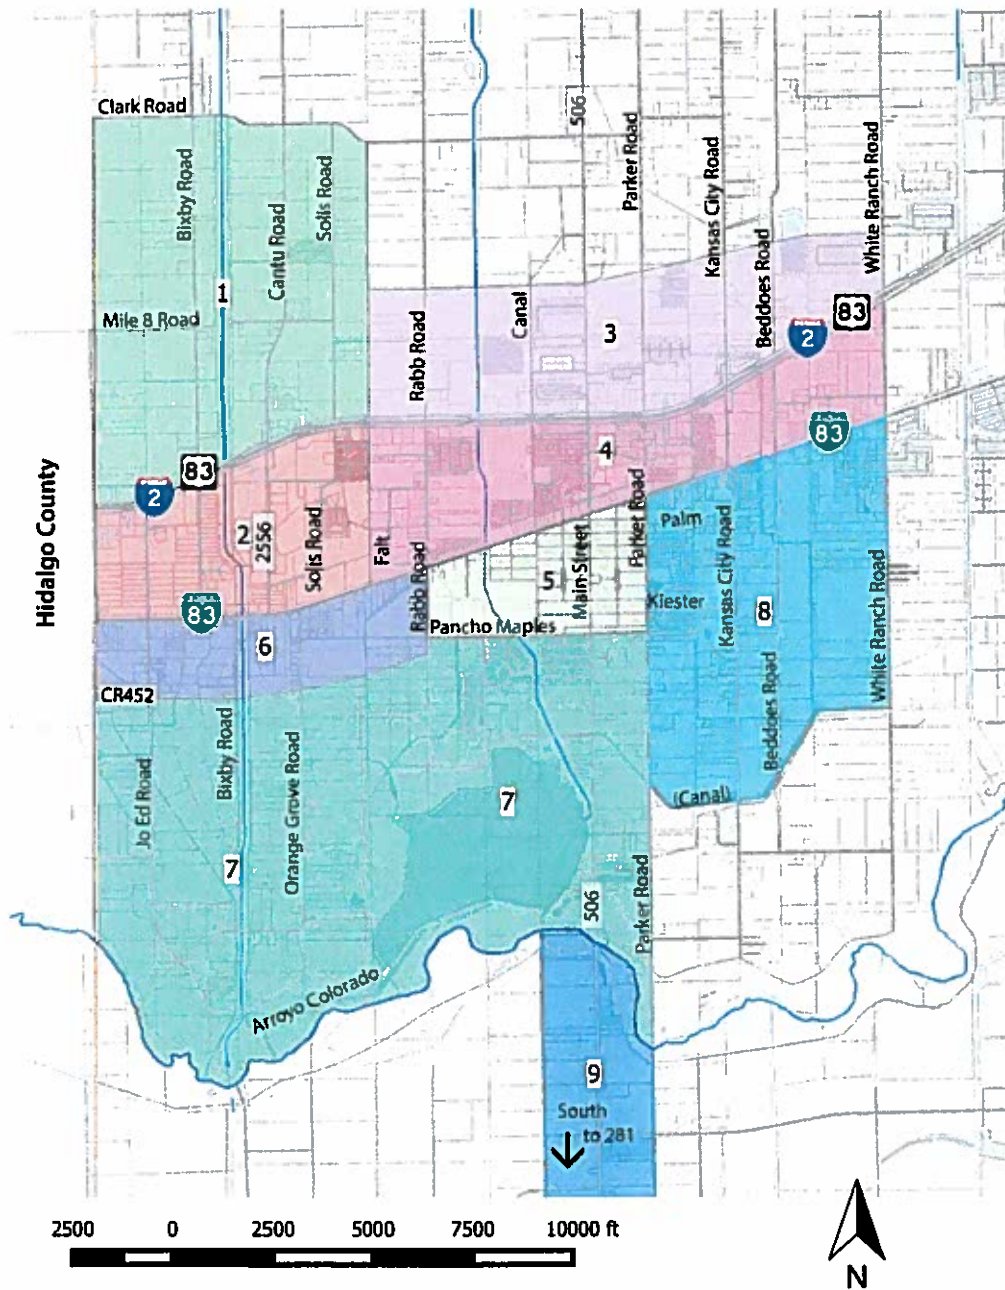 Clark Road
506
Parker Road
Kansas City Road
White Ranch Road
Bixby Road
Solis Road
Cantu Road
Beddoes Road
1
Mile 8 Road
Rabb Road
Canal
3
83
2
83
4
83
2
Hidalgo County
2
2556
Solis Road
Falt
Parker Road
Palm
Kansas City Road
Main Street
5
Rabb Road
Kiester
8
White Ranch Road
83
Pancho Maples
6
CR452
Beddoes Road
Bixby Road
Jo Ed Road
Orange Grove Road
7
(Canal)
7
506
Parker Road
Arroyo Colorado
9
South
to 281
2500 0 2500 5000 7500 10000 ft
N